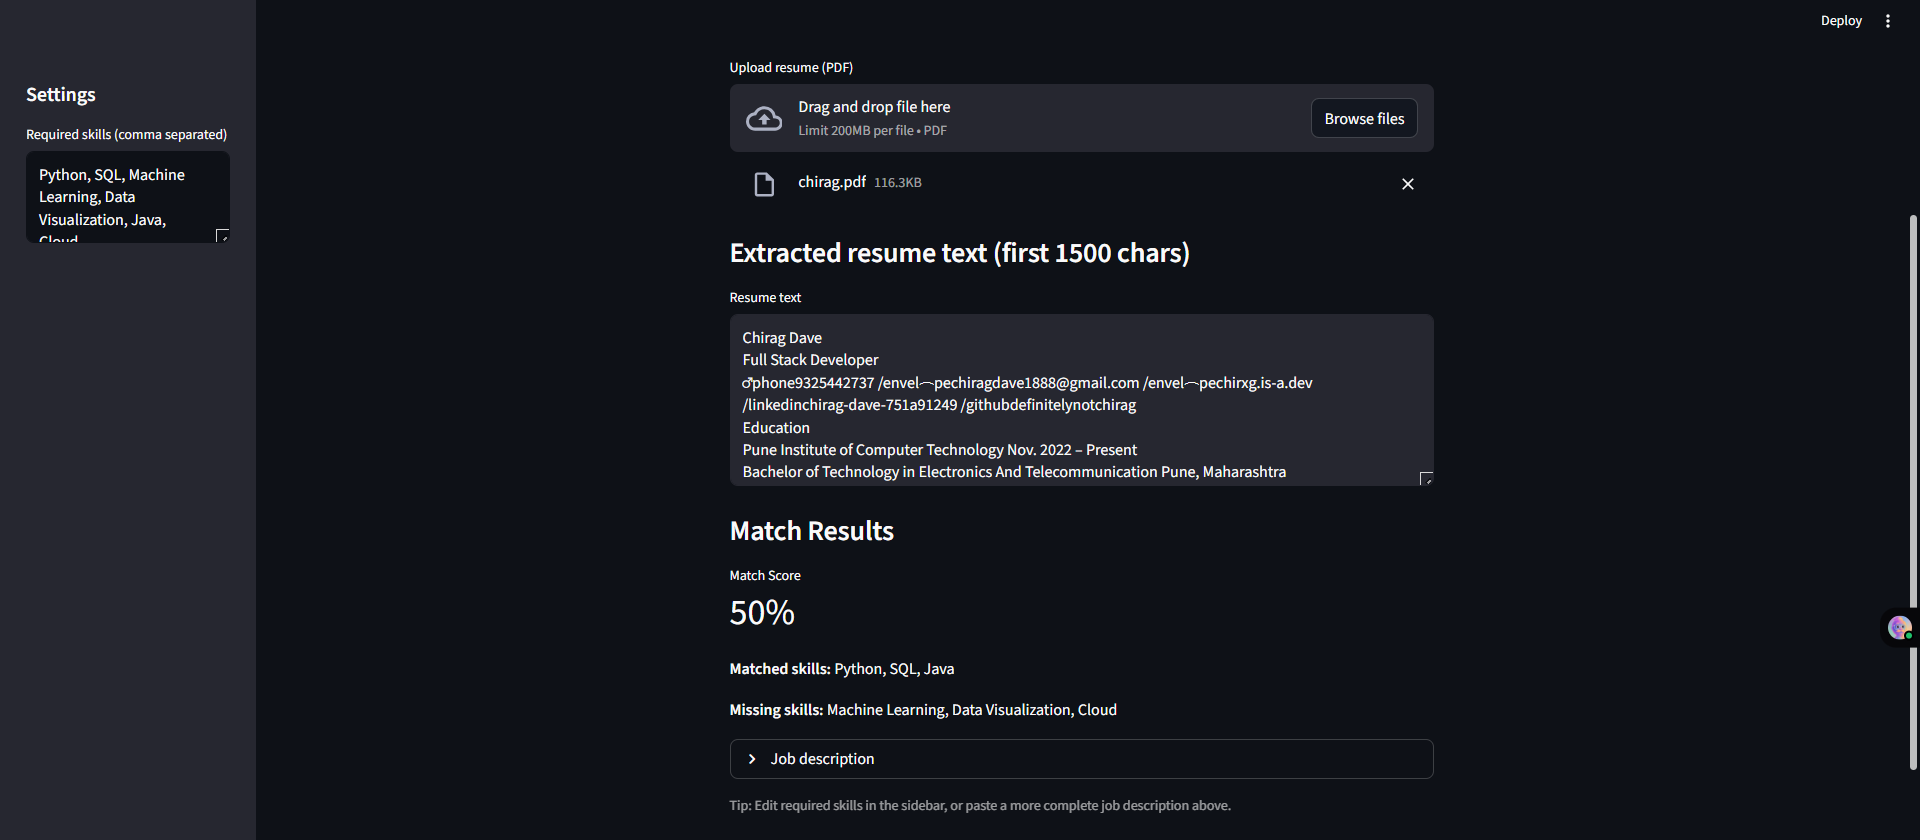 Deploy
Settings
Required skills (comma separated)
Python, SQL, Machine
Learning, Data
Visualization, Java,
Cloud
Upload resume (PDF)
Drag and drop file here
Limit 200MB per file • PDF
Browse files
chirag.pdf 116.3KB
Extracted resume text (first 1500 chars)
Resume text
Chirag Dave
Full Stack Developer
♂phone9325442737 /envel⌢pechiragdave1888@gmail.com /envel⌢pechirxg.is-a.dev
/linkedinchirag-dave-751a91249 /githubdefinitelynotchirag
Education
Pune Institute of Computer Technology Nov. 2022 – Present
Bachelor of Technology in Electronics And Telecommunication Pune, Maharashtra
Match Results
Match Score
50%
Matched skills: Python, SQL, Java
Missing skills: Machine Learning, Data Visualization, Cloud
Job description
Tip: Edit required skills in the sidebar, or paste a more complete job description above.